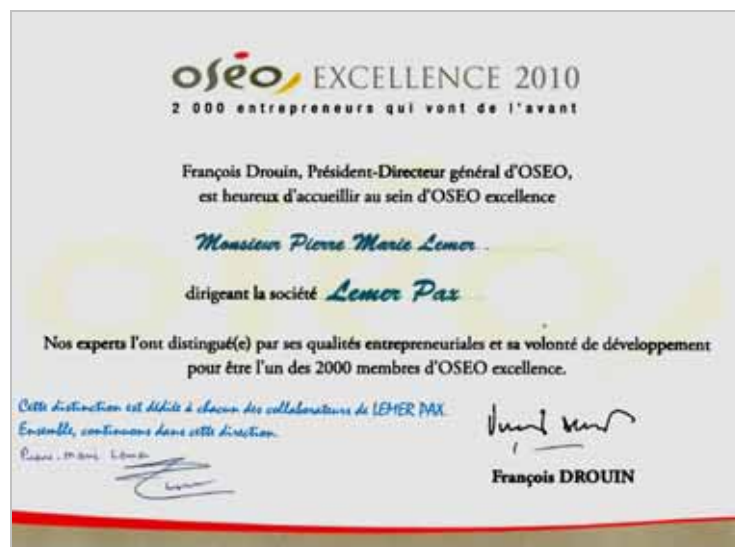 oséo EXCELLENCE 2010
2 000 entrepreneurs qui vont de l'avant
François Drouin, Président-Directeur général d'OSEO,
est heureux d'accueillir au sein d'OSEO excellence
Monsieur Pierre Marie Lemer
dirigeant la société Lemer Pax
Nos experts l'ont distingué(e) par ses qualités entrepreneuriales et sa volonté de développement
pour être l'un des 2000 membres d'OSEO excellence.
Cette distinction est dédiée à chacun des collaborateurs de LEMER PAX.
Ensemble, continuons dans cette direction.
Pierre-Marie Lemer
François DROUIN